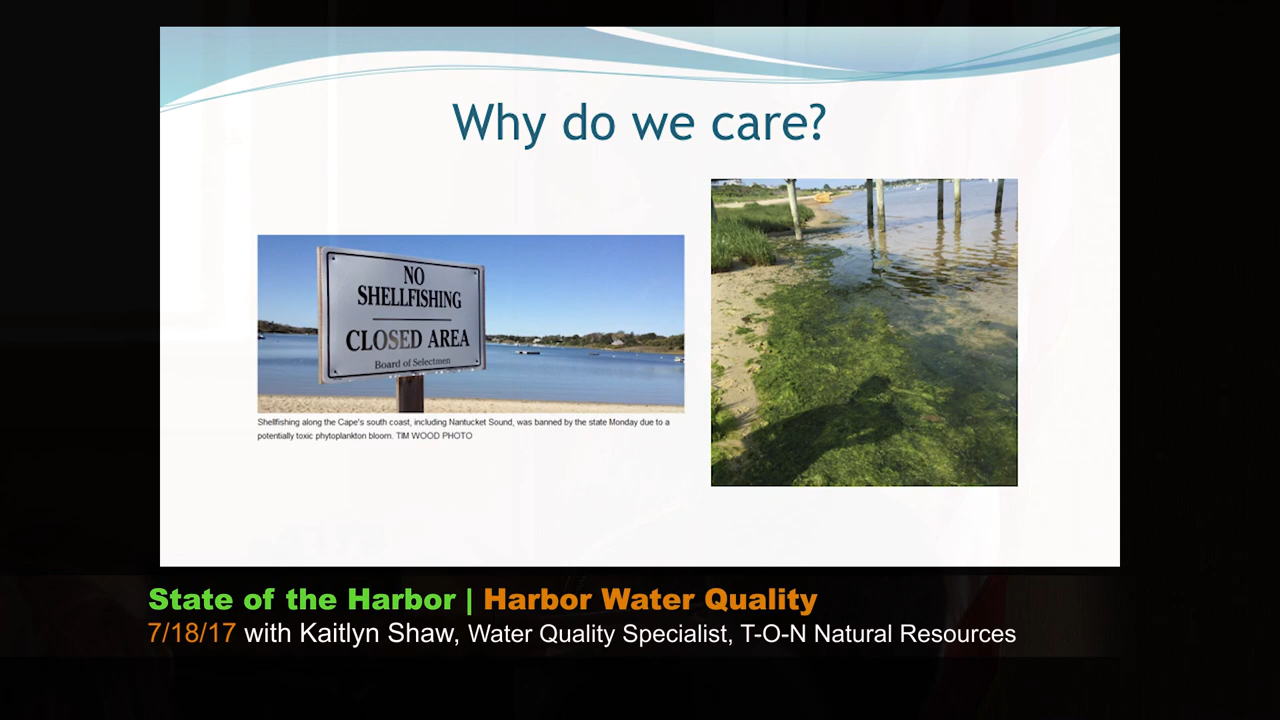 Why do we care?
NO
SHELLFISHING
CLOSED AREA
Board of Selectmen
Shellfishing along the Cape's south coast, including Nantucket Sound, was banned by the state Monday due to a
potentially toxic phytoplankton bloom. TIM WOOD PHOTO
State of the Harbor | Harbor Water Quality
7/18/17 with Kaitlyn Shaw, Water Quality Specialist, T-O-N Natural Resources